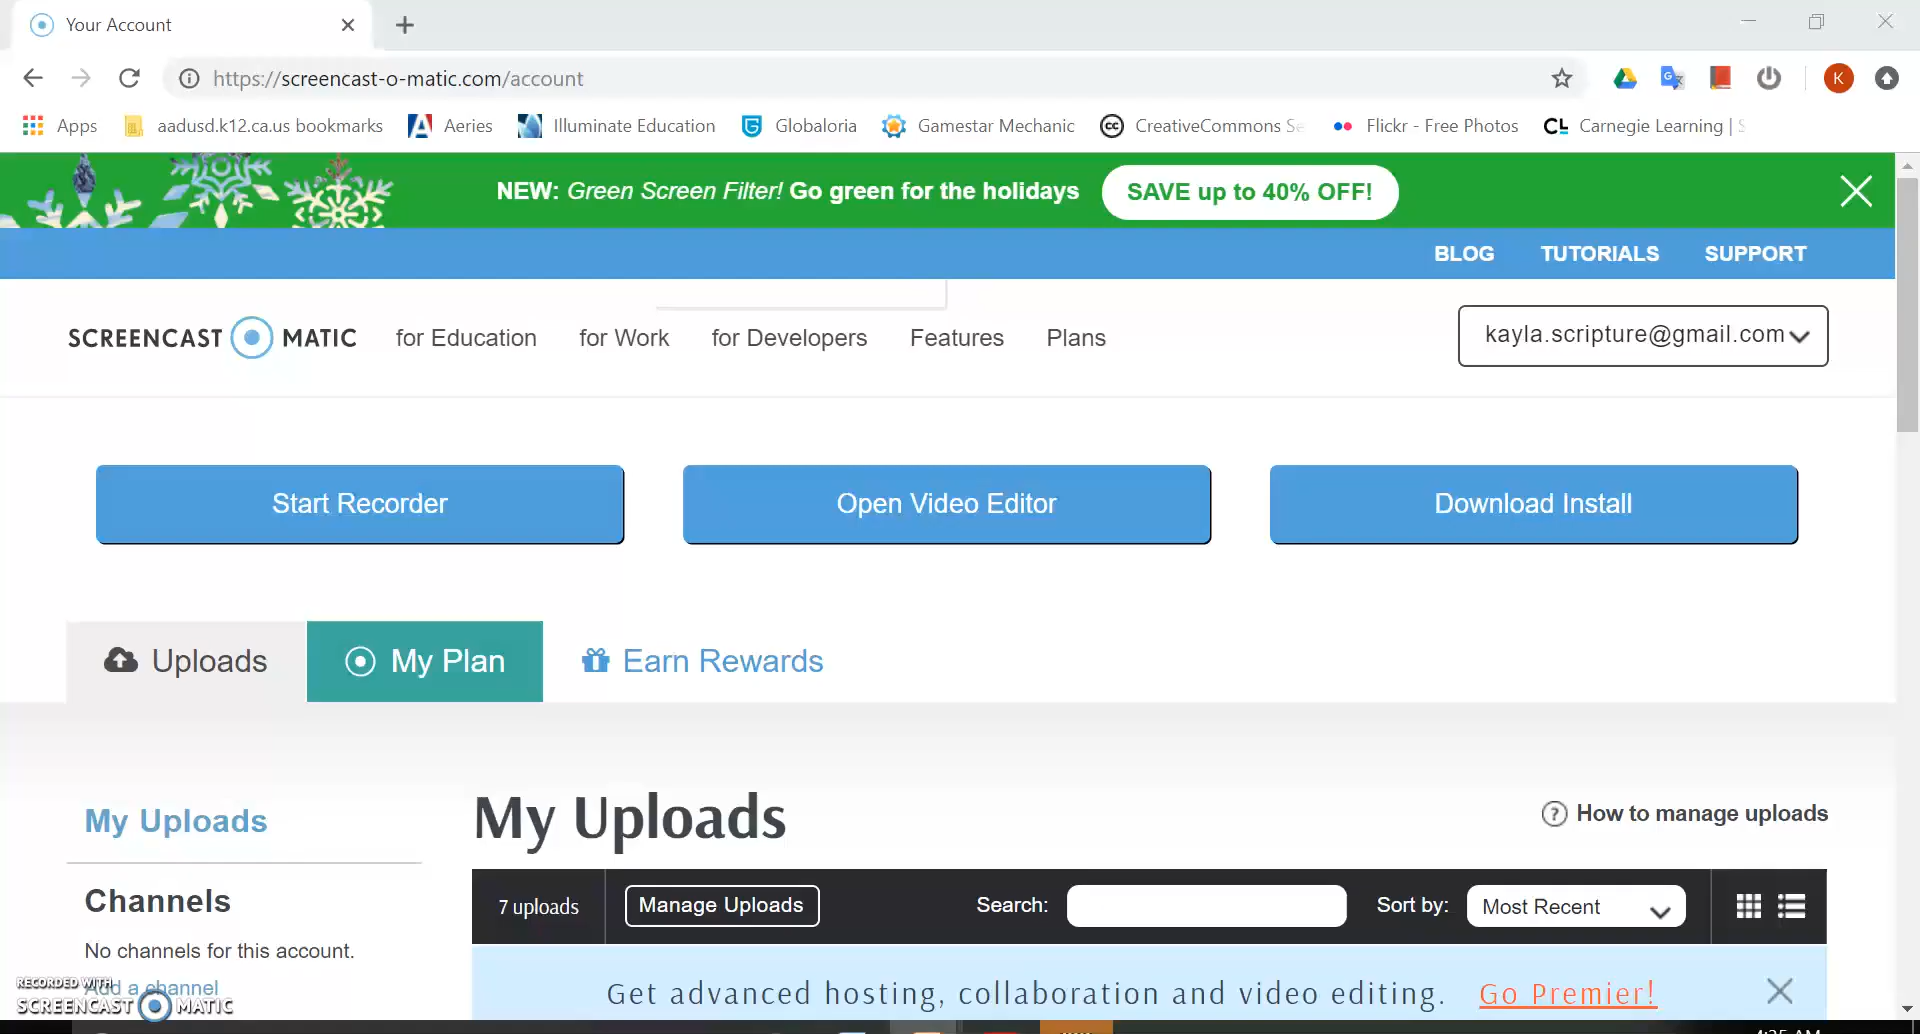 Your Account
https://screencast-o-matic.com/account
K
Apps aadusd.k12.ca.us bookmarks Aeries Illuminate Education Globaloria Gamestar Mechanic CreativeCommons Se Flickr - Free Photos Carnegie Learning | S
NEW: Green Screen Filter! Go green for the holidays SAVE up to 40% OFF!
BLOG TUTORIALS SUPPORT
SCREENCAST MATIC for Education for Work for Developers Features Plans kayla.scripture@gmail.com
Start Recorder Open Video Editor Download Install
Uploads My Plan Earn Rewards
My Uploads
My Uploads
? How to manage uploads
Channels
7 uploads Manage Uploads Search: Sort by: Most Recent
No channels for this account.
Add a channel
Get advanced hosting, collaboration and video editing. Go Premier!
RECORDED WITH
SCREENCAST MATIC